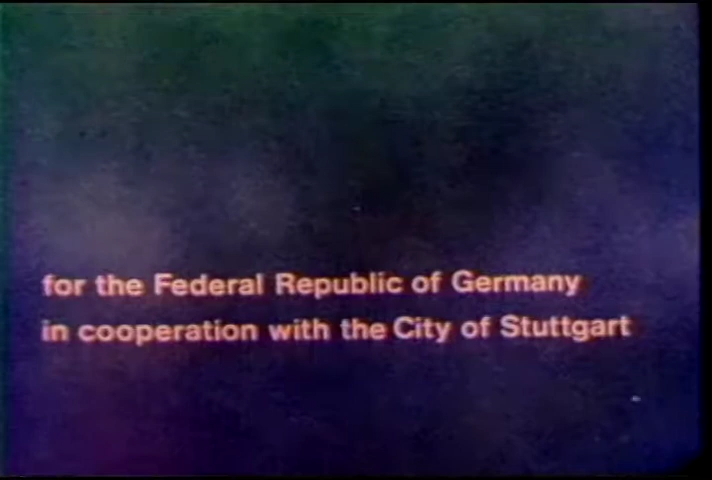 for the Federal Republic of Germany
in cooperation with the City of Stuttgart